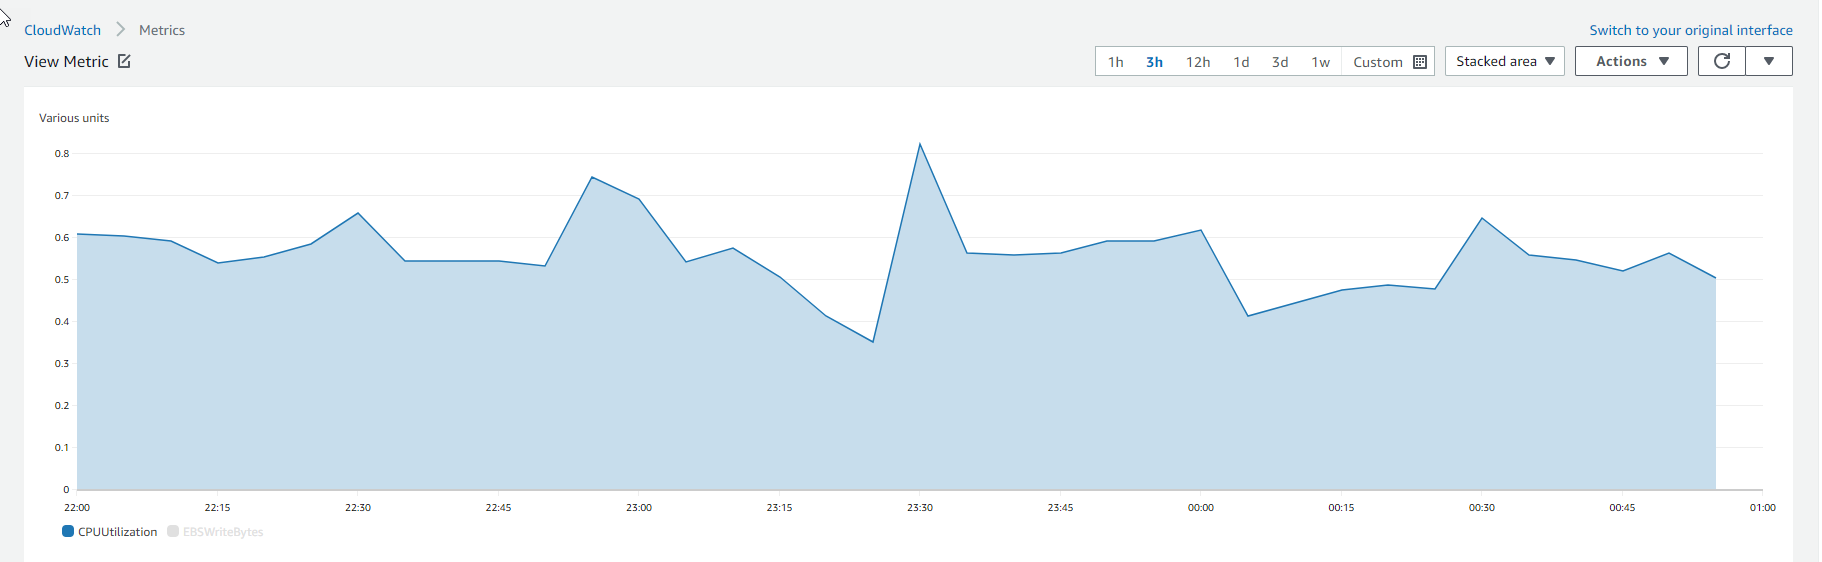 CloudWatch Metrics
Switch to your original interface
View Metric
1h 3h 12h 1d 3d 1w Custom Stacked area Actions
Various units
0.8
0.7
0.6
0.5
0.4
0.3
0.2
0.1
0
22:00 22:15 22:30 22:45 23:00 23:15 23:30 23:45 00:00 00:15 00:30 00:45 01:00
CPUUtilization EBSWriteBytes